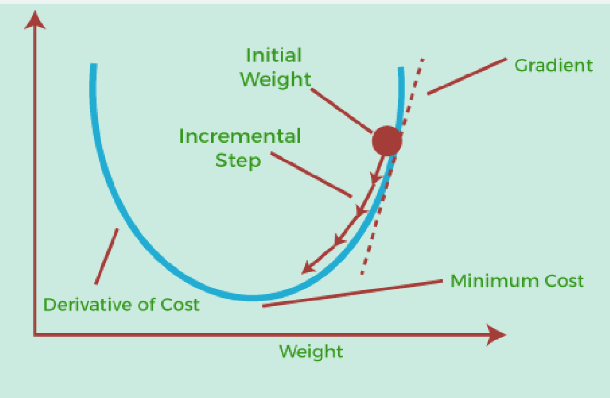 Initial
Weight
Gradient
Incremental
Step
Minimum Cost
Derivative of Cost
Weight